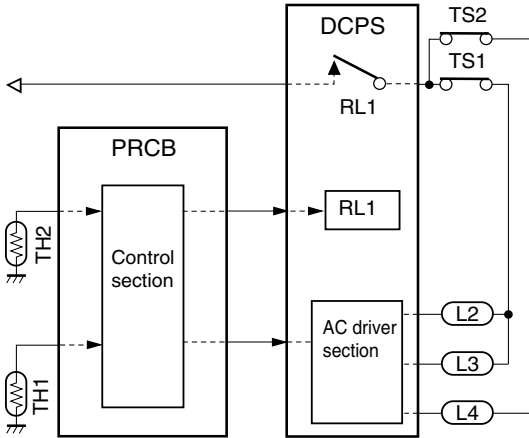 TS2
DCPS
TS1
RL1
PRCB
RL1
TH2
Control
section
L2
AC driver
section
L3
TH1
L4